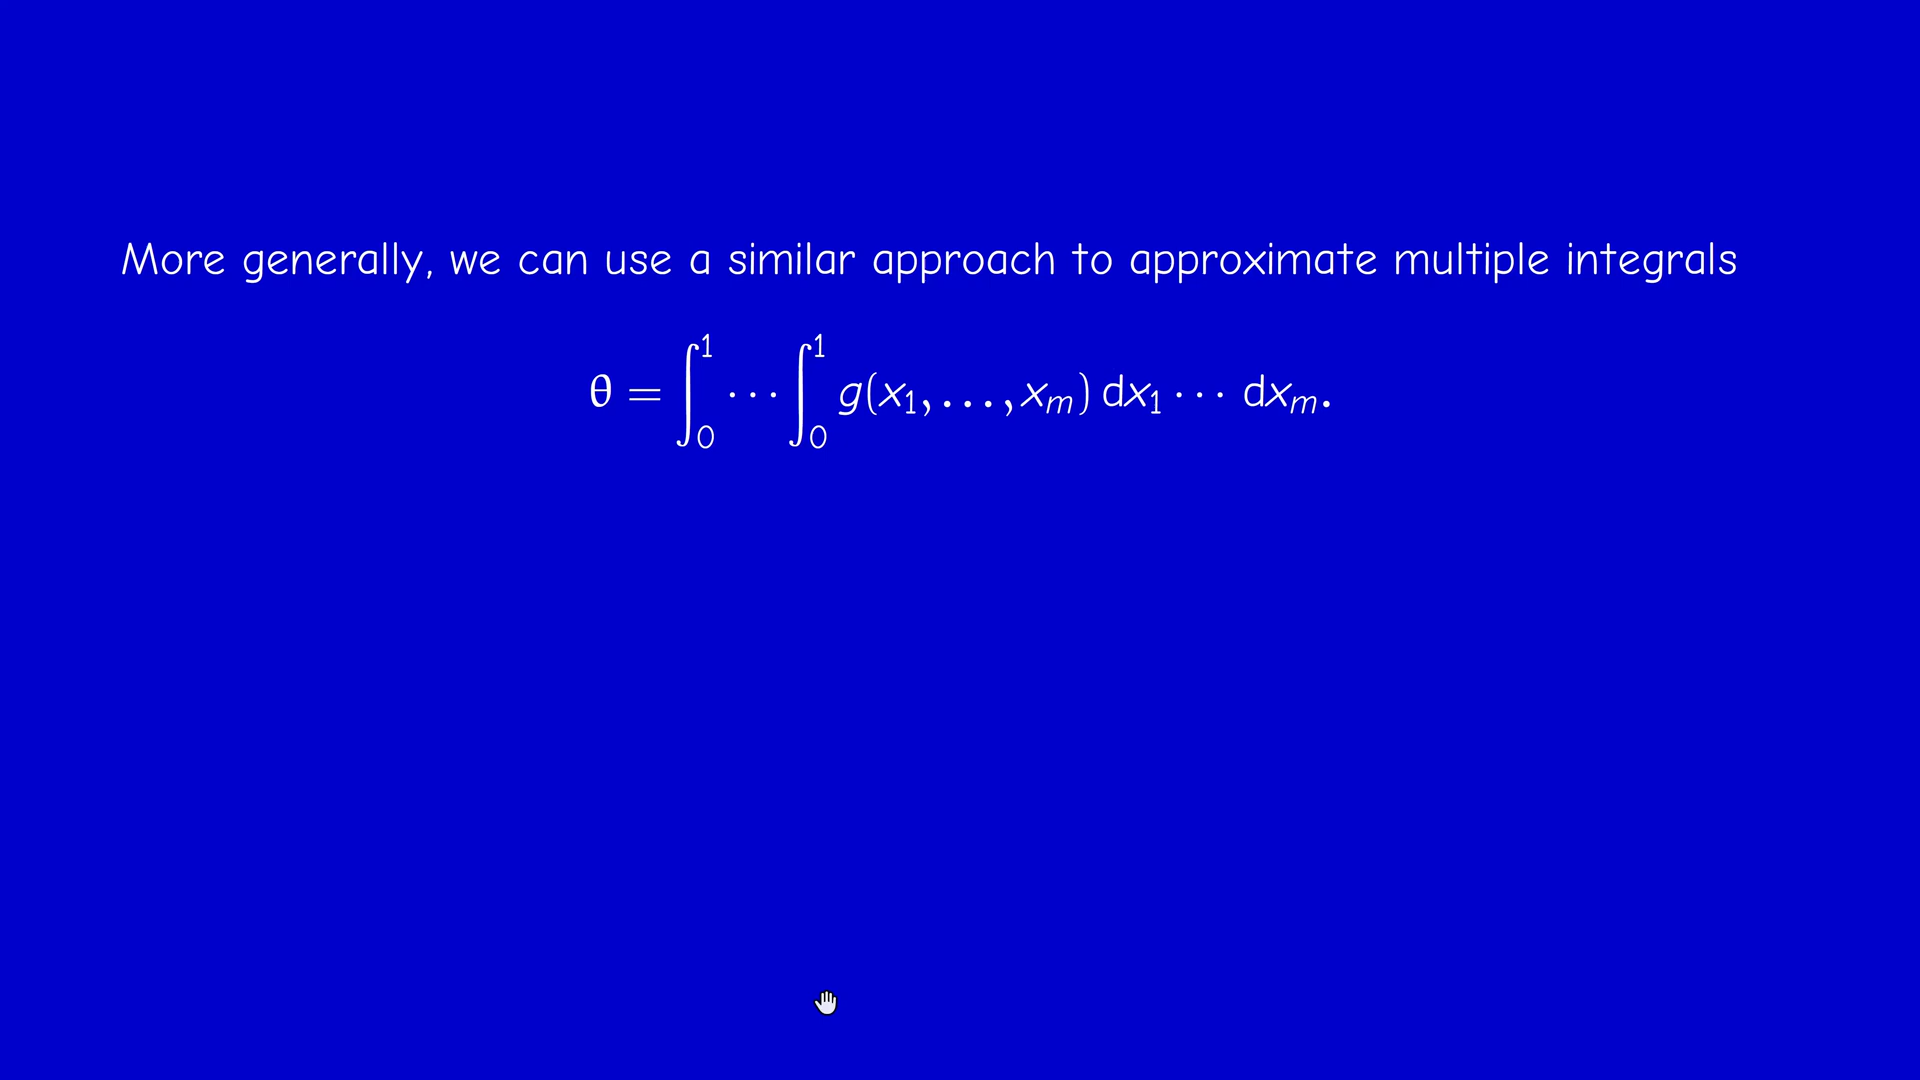 More generally, we can use a similar approach to approximate multiple integrals
θ = ∫₀¹ ⋯ ∫₀¹ g(x₁, …, xₘ) dx₁ ⋯ dxₘ.